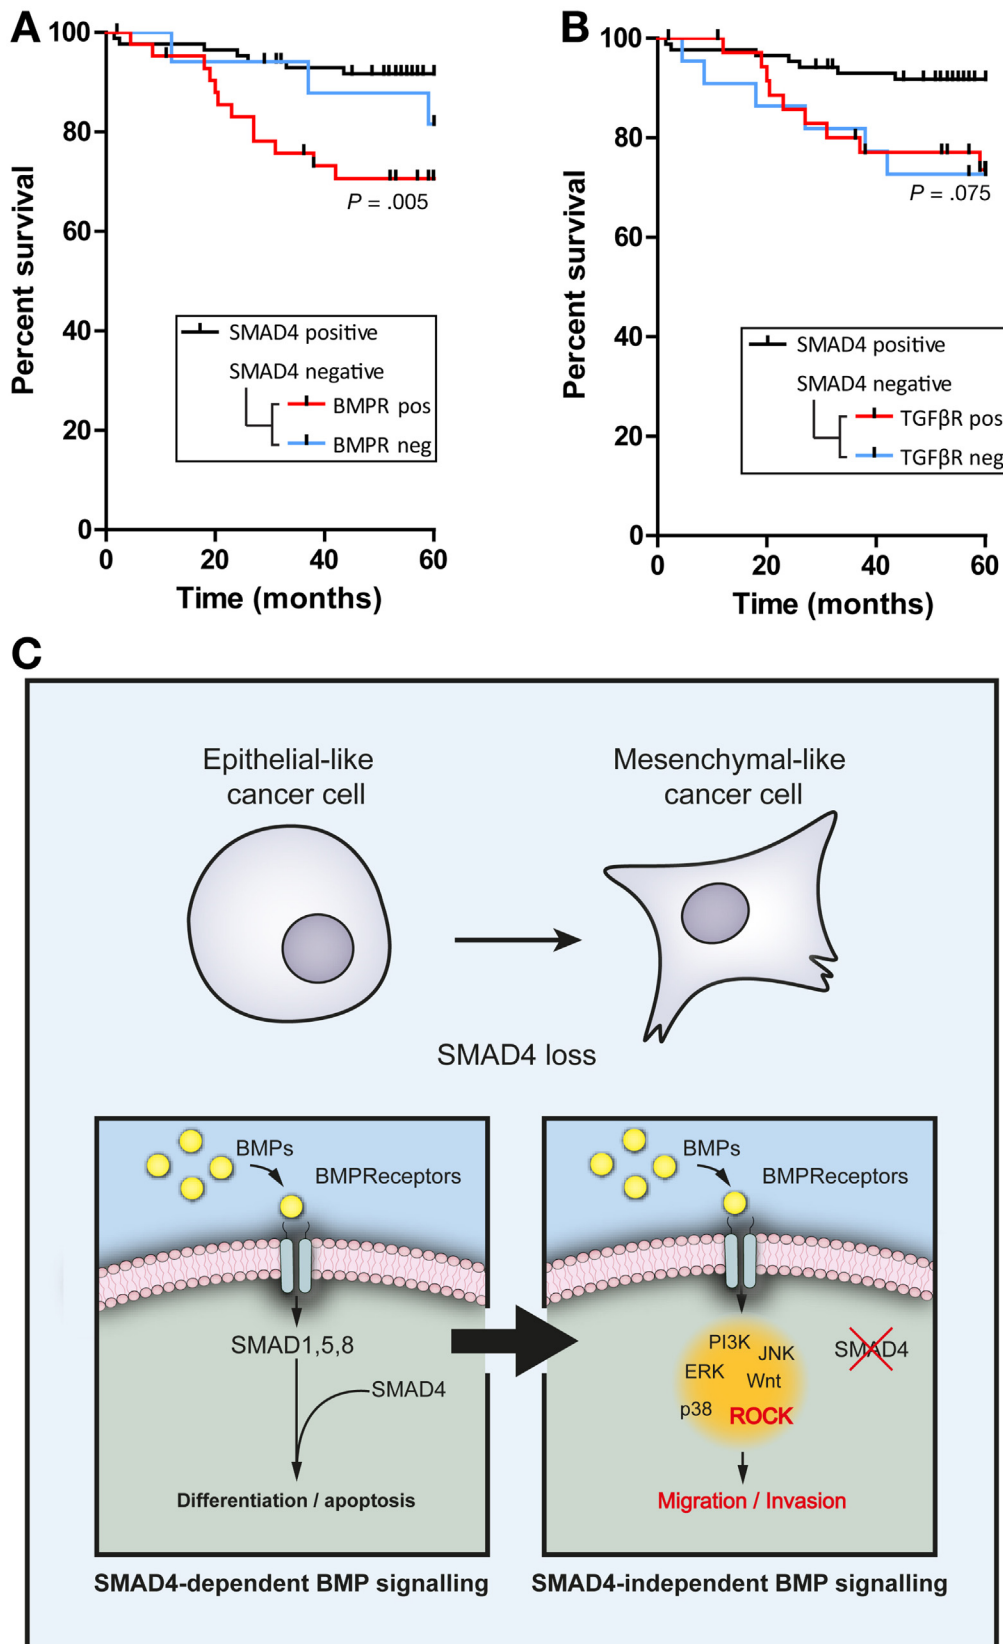 A
100
80
60
40
20
0
Percent survival
P = .005
SMAD4 positive
SMAD4 negative
BMPR pos
BMPR neg
0 20 40 60
Time (months)
B
100
80
60
40
20
0
Percent survival
P = .075
SMAD4 positive
SMAD4 negative
TGFβR pos
TGFβR neg
0 20 40 60
Time (months)
C
Epithelial-like
cancer cell
Mesenchymal-like
cancer cell
SMAD4 loss
BMPs
BMPReceptors
SMAD1,5,8
SMAD4
Differentiation / apoptosis
SMAD4-dependent BMP signalling
BMPs
BMPReceptors
PI3K
JNK
ERK
Wnt
p38
ROCK
SMAD4
Migration / Invasion
SMAD4-independent BMP signalling